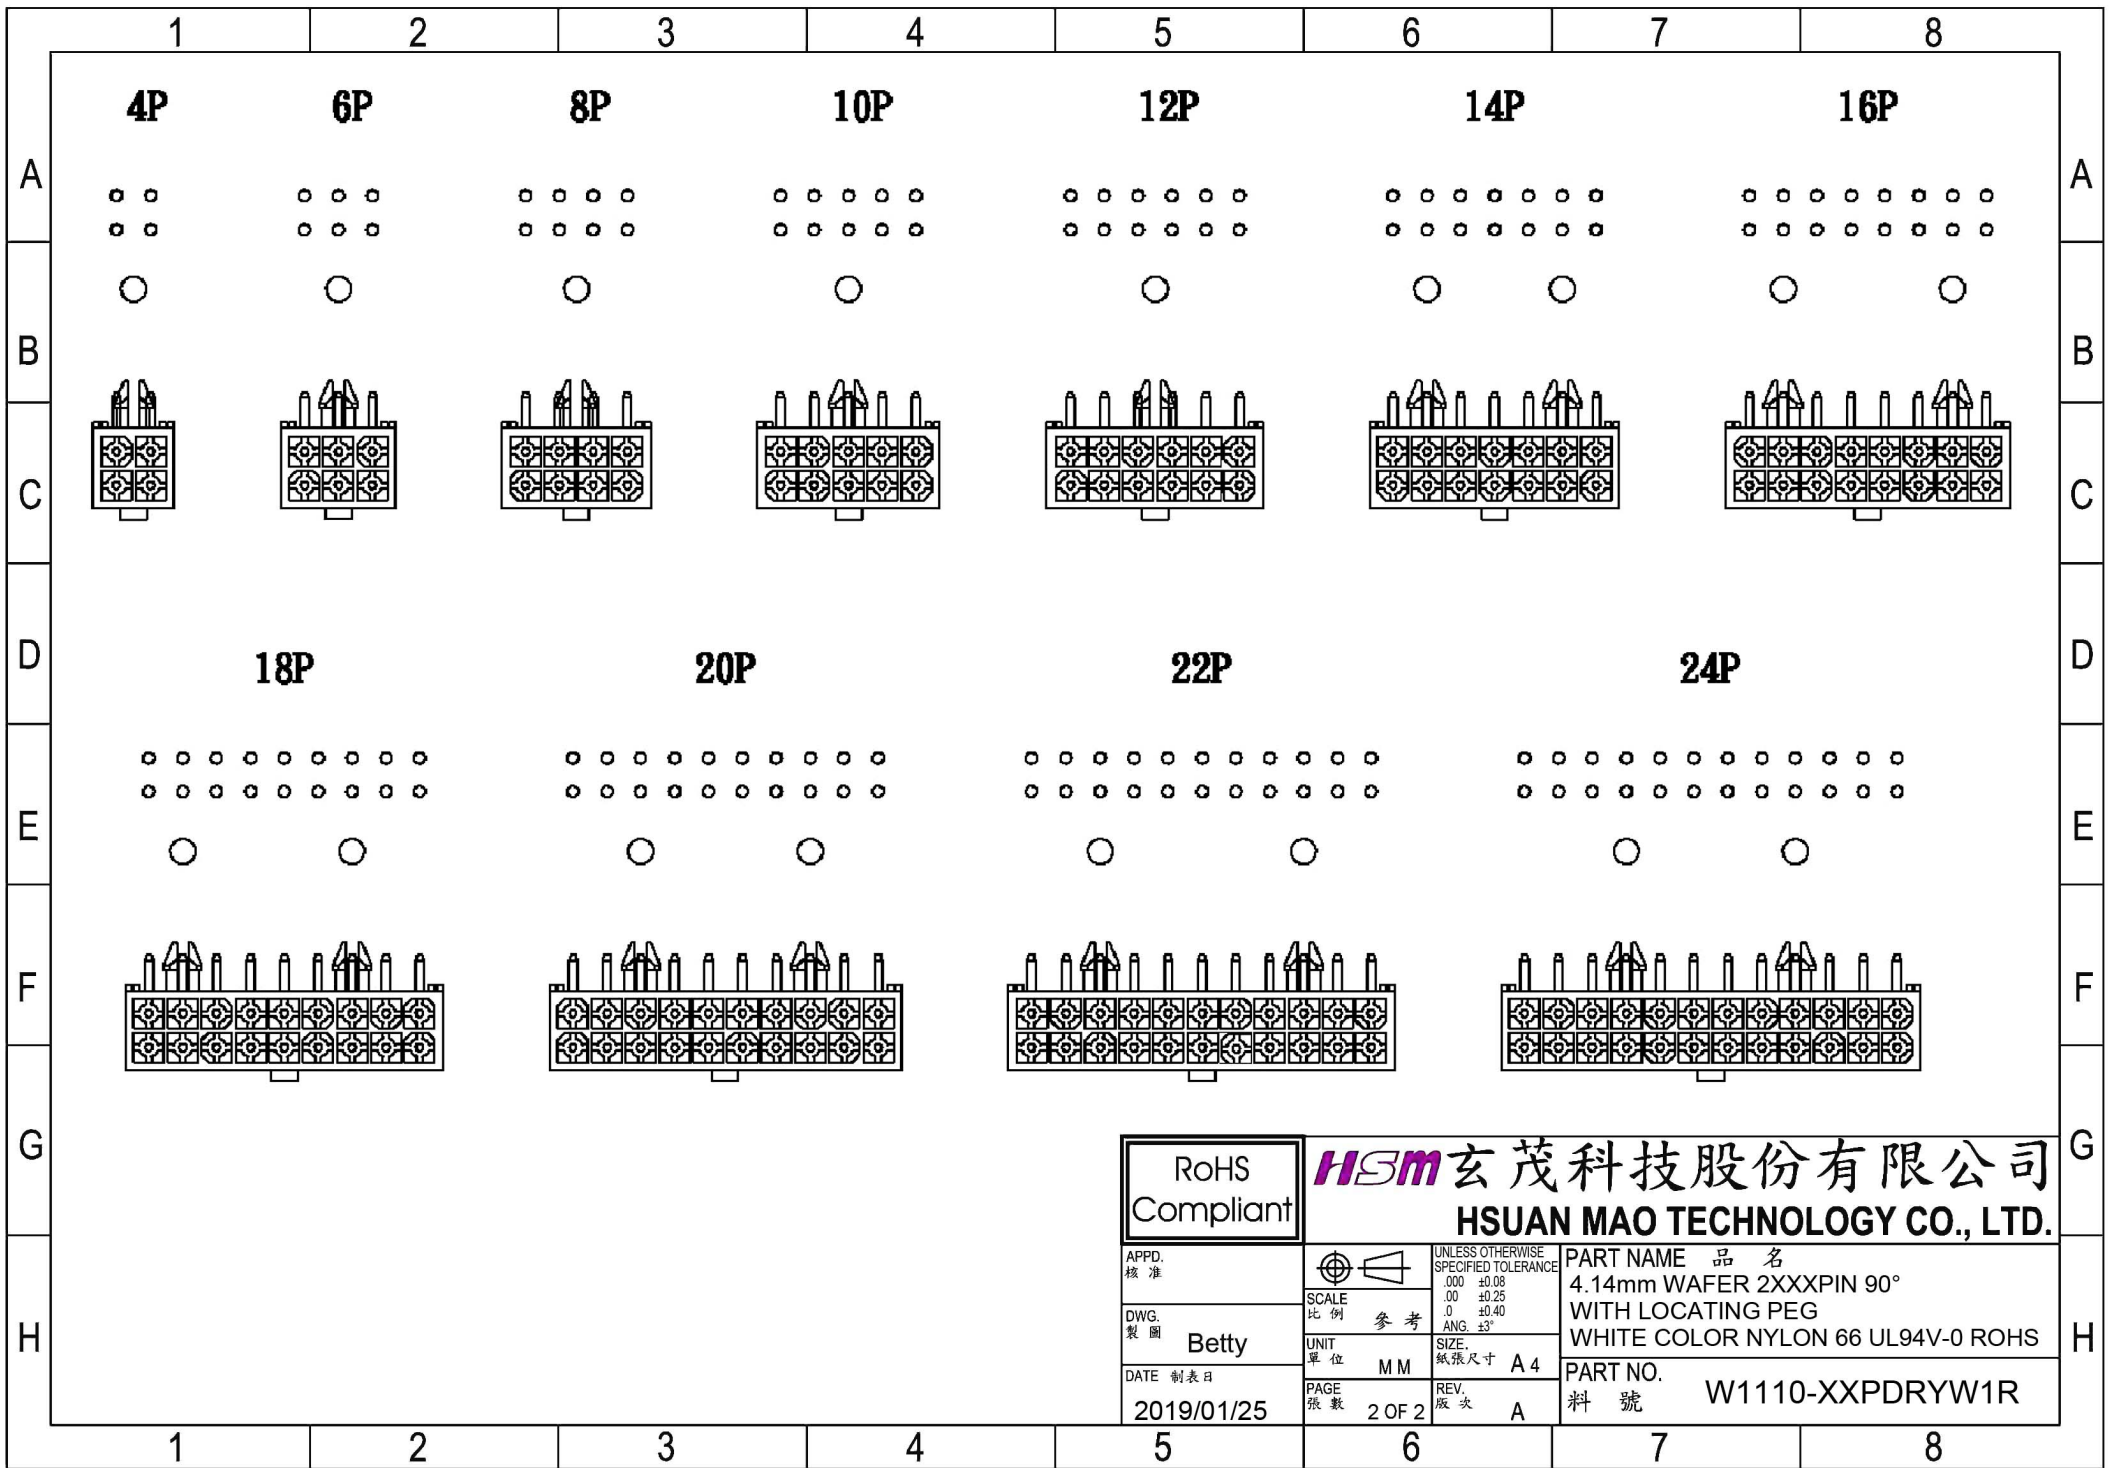 1 2 3 4 5 6 7 8
4P 6P 8P 10P 12P 14P 16P
A A
B B
C C
D D
18P 20P 22P 24P
E E
F F
G G
H H
RoHS
Compliant
HSM 玄茂科技股份有限公司
HSUAN MAO TECHNOLOGY CO., LTD.
APPD.
核准
DWG.
製圖 Betty
DATE 制表日
2019/01/25
SCALE
比例 參考
UNIT
單位 MM
PAGE
張數 2 OF 2
UNLESS OTHERWISE
SPECIFIED TOLERANCE
.000 ±0.08
.00 ±0.25
.0 ±0.40
ANG. ±3°
SIZE.
紙張尺寸 A4
REV.
版次 A
PART NAME 品名
4.14mm WAFER 2XXXPIN 90°
WITH LOCATING PEG
WHITE COLOR NYLON 66 UL94V-0 ROHS
PART NO.
料號 W1110-XXPDRYW1R
1 2 3 4 5 6 7 8